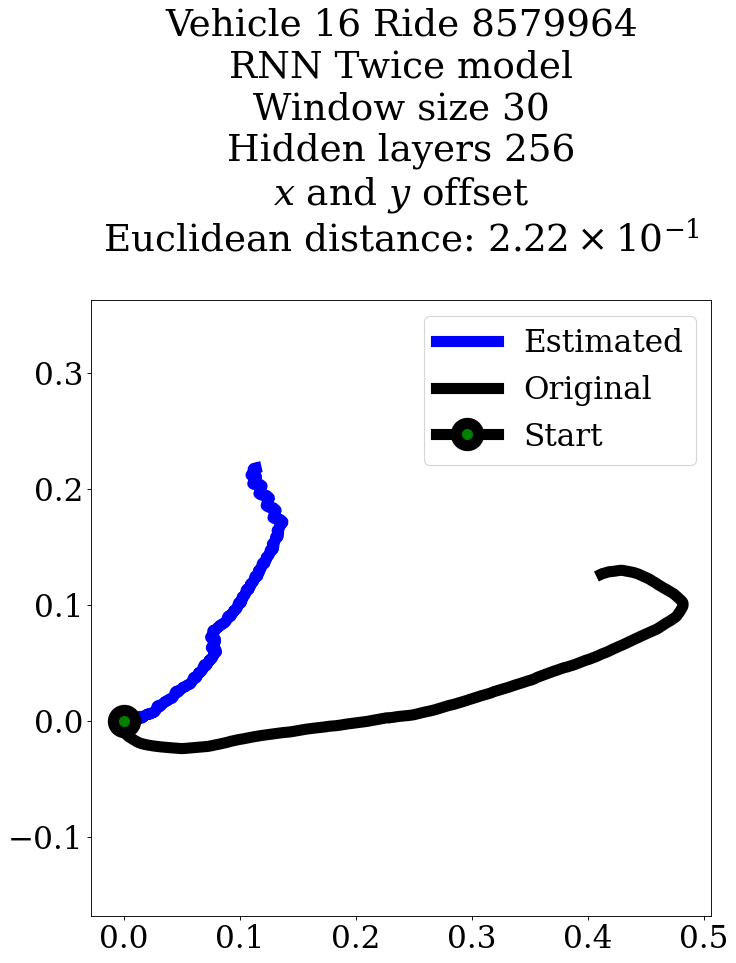 Vehicle 16 Ride 8579964
RNN Twice model
Window size 30
Hidden layers 256
x and y offset
Euclidean distance: 2.22 × 10⁻¹
Estimated
Original
Start
0.3
0.2
0.1
0.0
−0.1
0.0 0.1 0.2 0.3 0.4 0.5